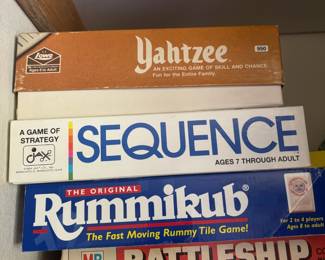 Lowe
Ages 8 to Adult
Yahtzee
990
AN EXCITING GAME OF SKILL AND CHANCE
Fun for the Entire Family.
A GAME OF
STRATEGY
jax
SEQUENCE
AGES 7 THROUGH ADULT
THE ORIGINAL
Rummikub
The Fast Moving Rummy Tile Game!
For 2 to 4 players
Ages 8 to adult
MB
BATTLESHIP